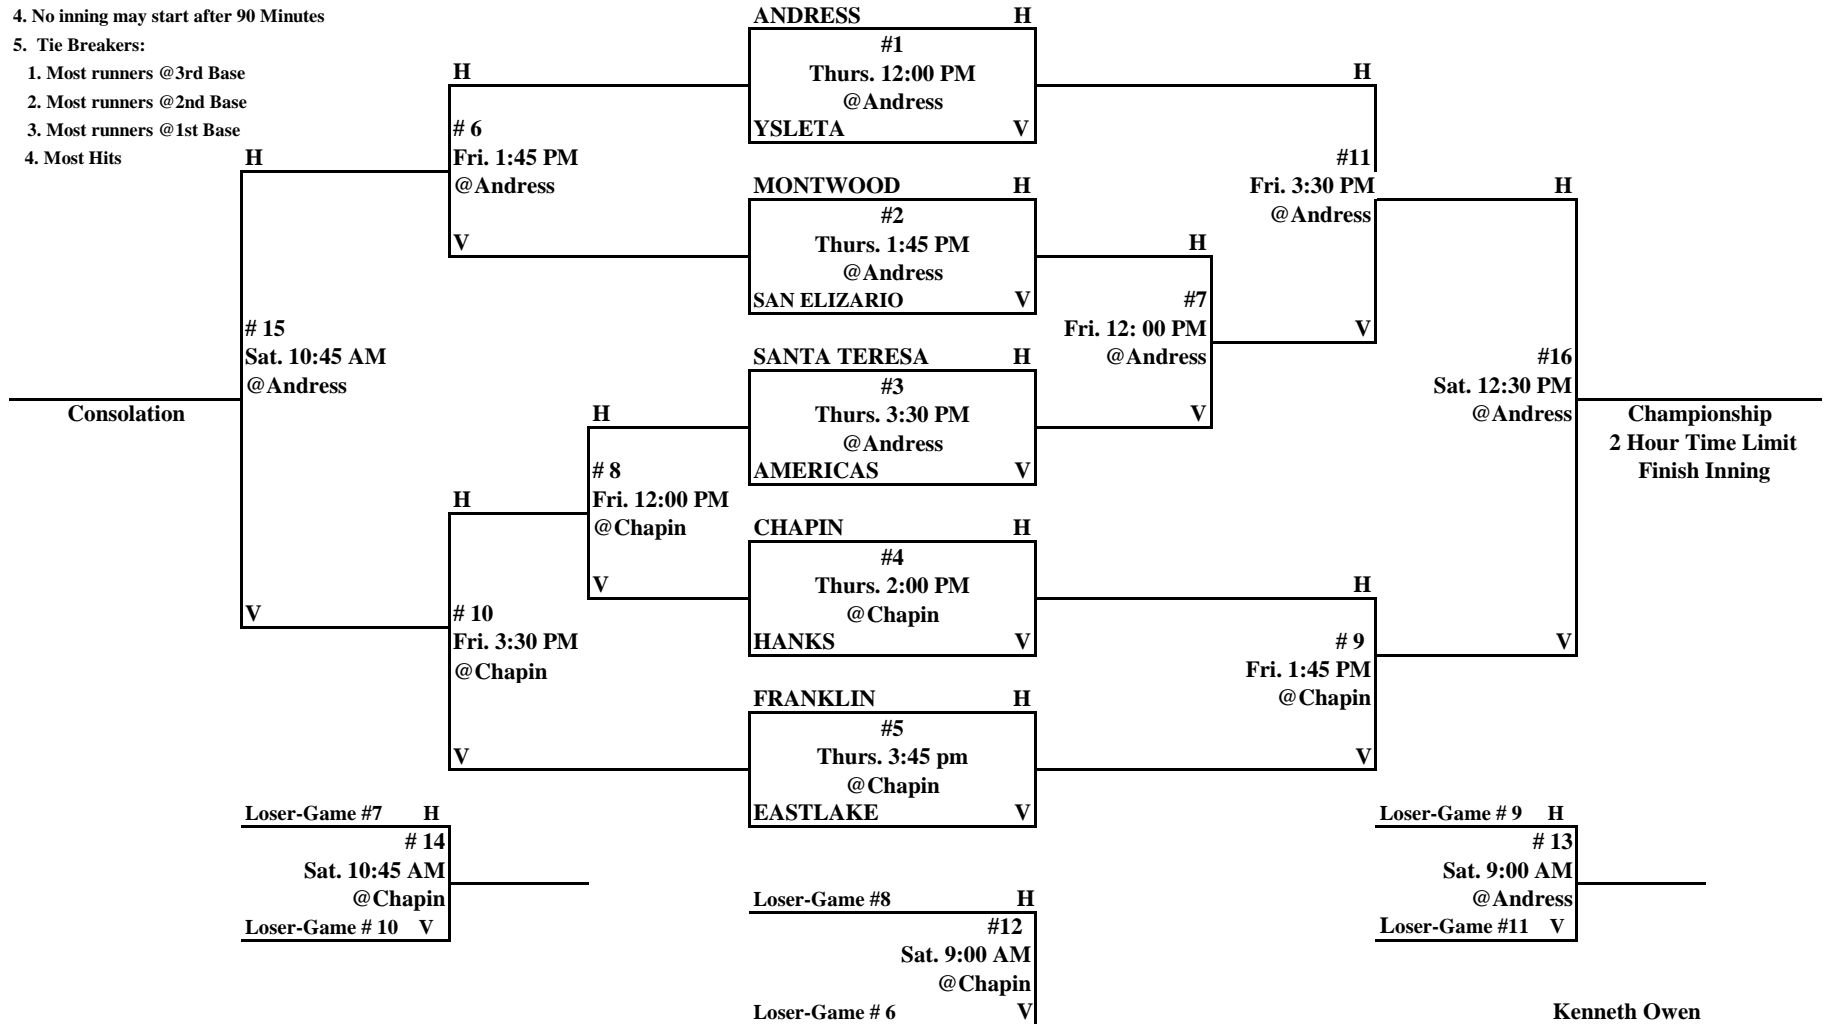 4. No inning may start after 90 Minutes
5. Tie Breakers:
1. Most runners @3rd Base
2. Most runners @2nd Base
3. Most runners @1st Base
4. Most Hits
H
# 15
Sat. 10:45 AM
@Andress
Consolation
V
H
# 6
Fri. 1:45 PM
@Andress
V
H
# 10
Fri. 3:30 PM
@Chapin
V
H
# 8
Fri. 12:00 PM
@Chapin
V
ANDRESS H
#1
Thurs. 12:00 PM
@Andress
YSLETA V
MONTWOOD H
#2
Thurs. 1:45 PM
@Andress
SAN ELIZARIO V
SANTA TERESA H
#3
Thurs. 3:30 PM
@Andress
AMERICAS V
CHAPIN H
#4
Thurs. 2:00 PM
@Chapin
HANKS V
FRANKLIN H
#5
Thurs. 3:45 pm
@Chapin
EASTLAKE V
H
#7
Fri. 12: 00 PM
@Andress
V
H
#11
Fri. 3:30 PM
@Andress
V
H
# 9
Fri. 1:45 PM
@Chapin
V
H
#16
Sat. 12:30 PM
@Andress
V
Championship
2 Hour Time Limit
Finish Inning
Loser-Game #7 H
# 14
Sat. 10:45 AM
@Chapin
Loser-Game # 10 V
Loser-Game #8 H
#12
Sat. 9:00 AM
@Chapin
Loser-Game # 6 V
Loser-Game # 9 H
# 13
Sat. 9:00 AM
@Andress
Loser-Game #11 V
Kenneth Owen